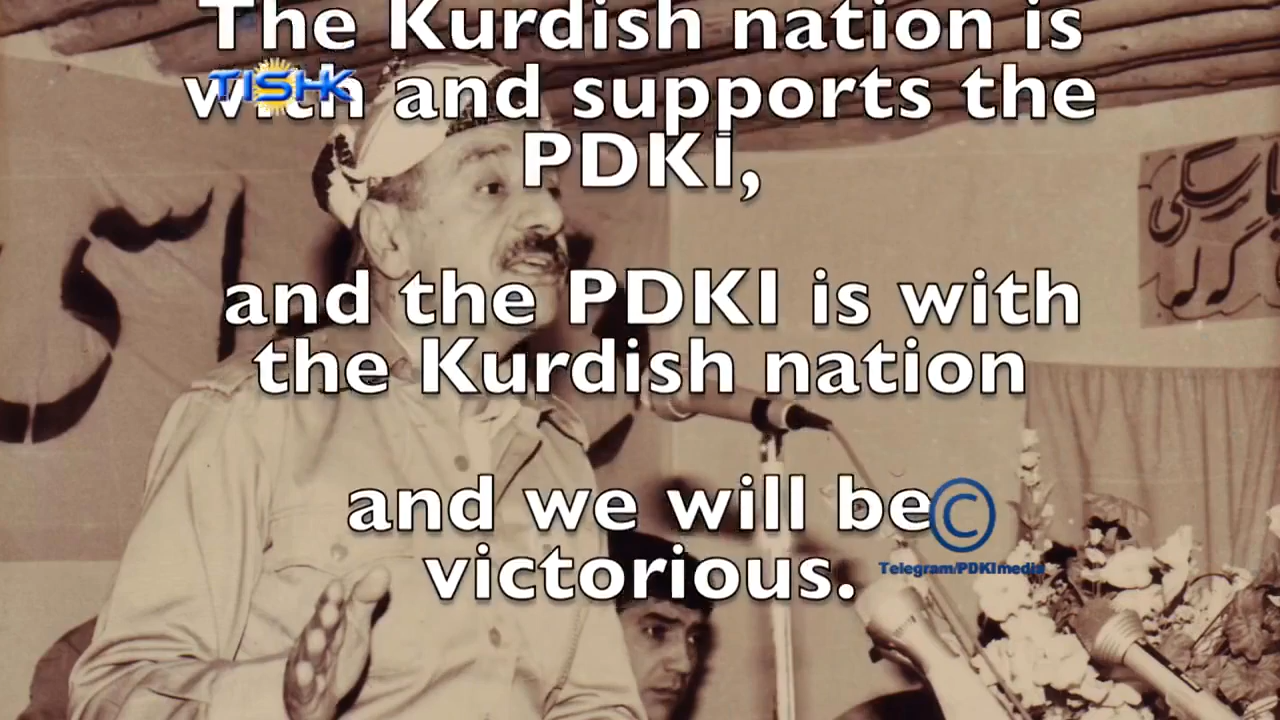 The Kurdish nation is
with and supports the
TISHK
PDKI,
and the PDKI is with
the Kurdish nation
and we will be
victorious.
©
Telegram/PDKImedia